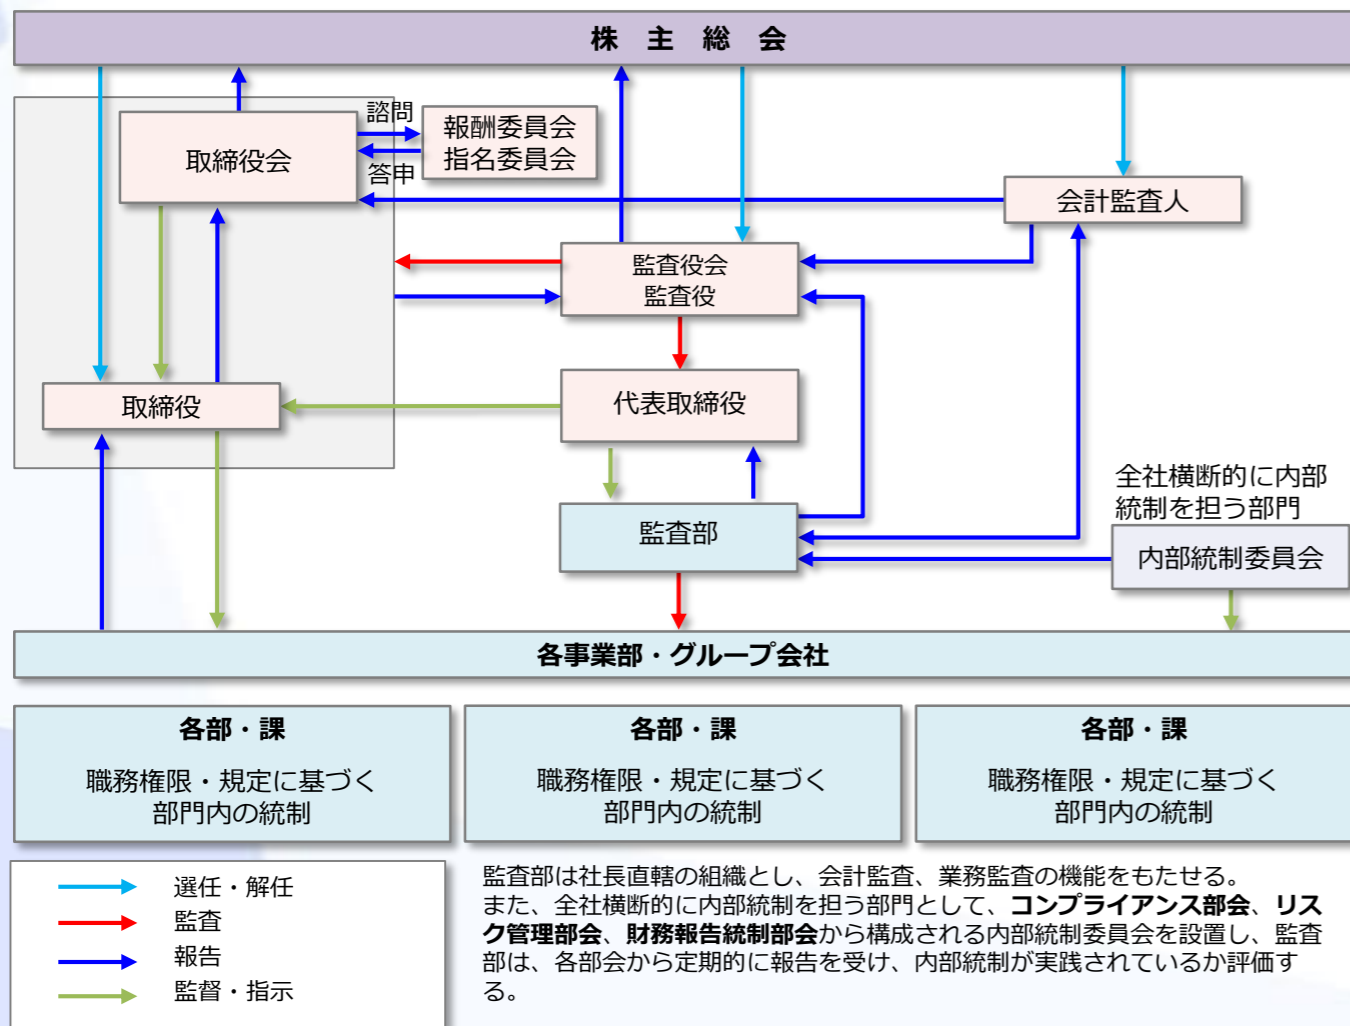 株 主 総 会
諮問
取締役会
報酬委員会
指名委員会
答申
会計監査人
監査役会
監査役
取締役
代表取締役
監査部
全社横断的に内部
統制を担う部門
内部統制委員会
各事業部・グループ会社
各部・課
職務権限・規定に基づく
部門内の統制
各部・課
職務権限・規定に基づく
部門内の統制
各部・課
職務権限・規定に基づく
部門内の統制
選任・解任
監査
報告
監督・指示
監査部は社長直轄の組織とし、会計監査、業務監査の機能をもたせる。
また、全社横断的に内部統制を担う部門として、コンプライアンス部会、リス
ク管理部会、財務報告統制部会から構成される内部統制委員会を設置し、監査
部は、各部会から定期的に報告を受け、内部統制が実践されているか評価す
る。